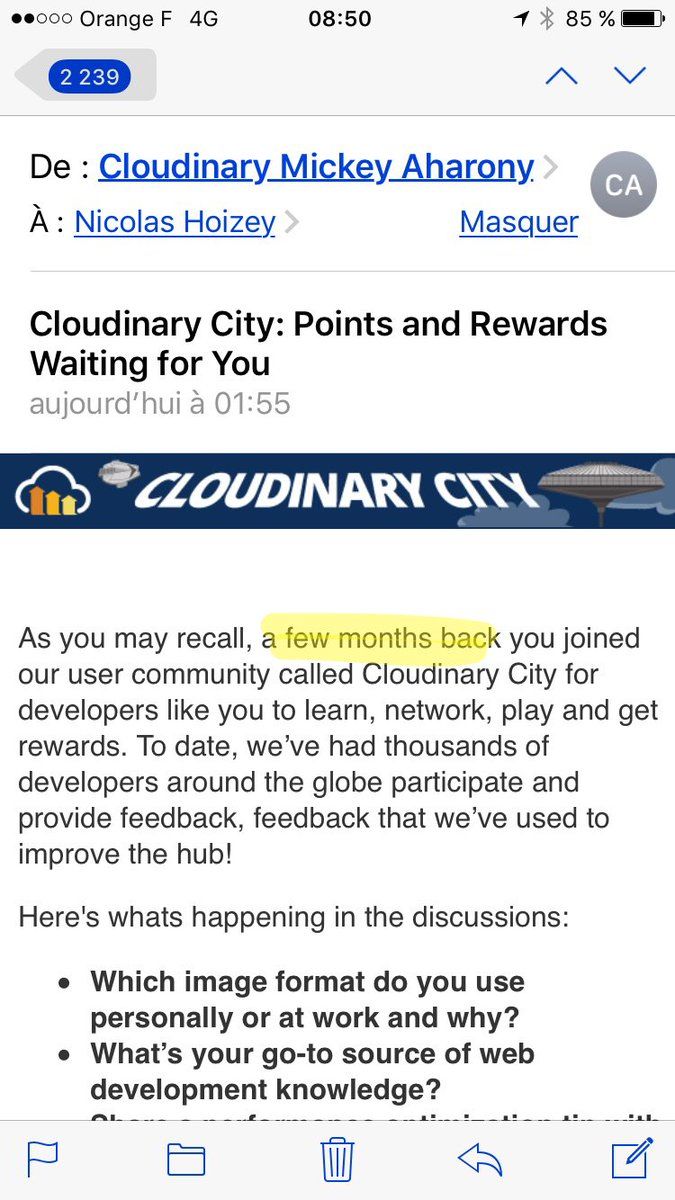 Orange F 4G 08:50 85 %
2 239
De : Cloudinary Mickey Aharony
CA
À : Nicolas Hoizey Masquer
Cloudinary City: Points and Rewards
Waiting for You
aujourd’hui à 01:55
CLOUDINARY CITY
As you may recall, a few months back you joined
our user community called Cloudinary City for
developers like you to learn, network, play and get
rewards. To date, we’ve had thousands of
developers around the globe participate and
provide feedback, feedback that we’ve used to
improve the hub!
Here's whats happening in the discussions:
• Which image format do you use
personally or at work and why?
• What’s your go-to source of web
development knowledge?
Share a performance optimization tip with